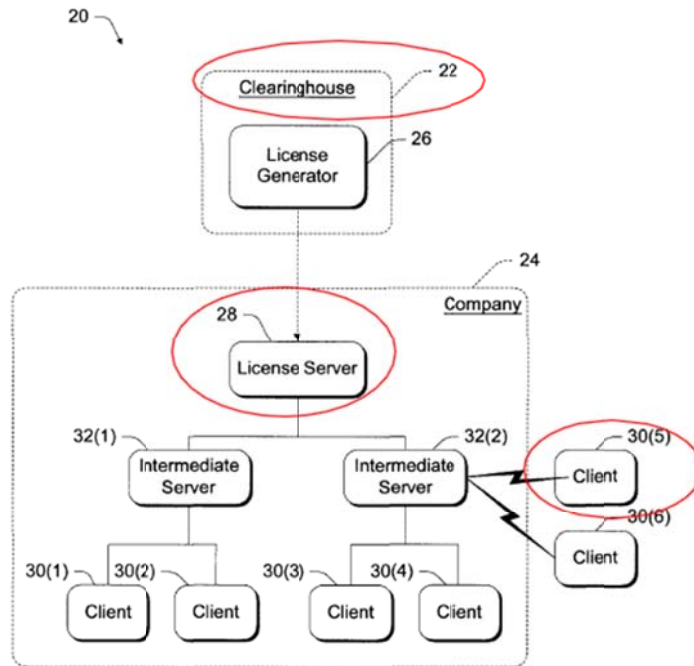 20
22
Clearinghouse
26
License
Generator
24
Company
28
License Server
32(1)
32(2)
30(5)
Intermediate
Server
Intermediate
Server
Client
30(6)
Client
30(1)
30(2)
30(3)
30(4)
Client
Client
Client
Client